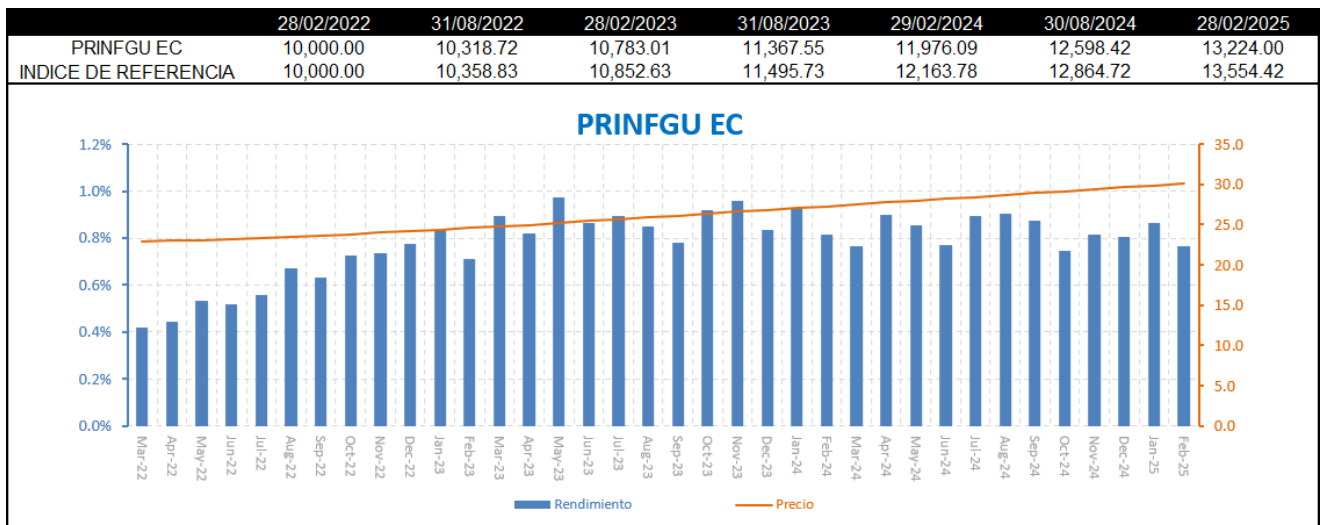 28/02/2022 31/08/2022 28/02/2023 31/08/2023 29/02/2024 30/08/2024 28/02/2025
PRINFGU EC 10,000.00 10,318.72 10,783.01 11,367.55 11,976.09 12,598.42 13,224.00
INDICE DE REFERENCIA 10,000.00 10,358.83 10,852.63 11,495.73 12,163.78 12,864.72 13,554.42
PRINFGU EC
1.2% 35.0
1.0% 30.0
25.0
0.8% 20.0
0.6% 15.0
0.4% 10.0
0.2% 5.0
0.0% 0.0
Mar-22 Apr-22 May-22 Jun-22 Jul-22 Aug-22 Sep-22 Oct-22 Nov-22 Dec-22 Jan-23 Feb-23 Mar-23 Apr-23 May-23 Jun-23 Jul-23 Aug-23 Sep-23 Oct-23 Nov-23 Dec-23 Jan-24 Feb-24 Mar-24 Apr-24 May-24 Jun-24 Jul-24 Aug-24 Sep-24 Oct-24 Nov-24 Dec-24 Jan-25 Feb-25
Rendimiento Precio